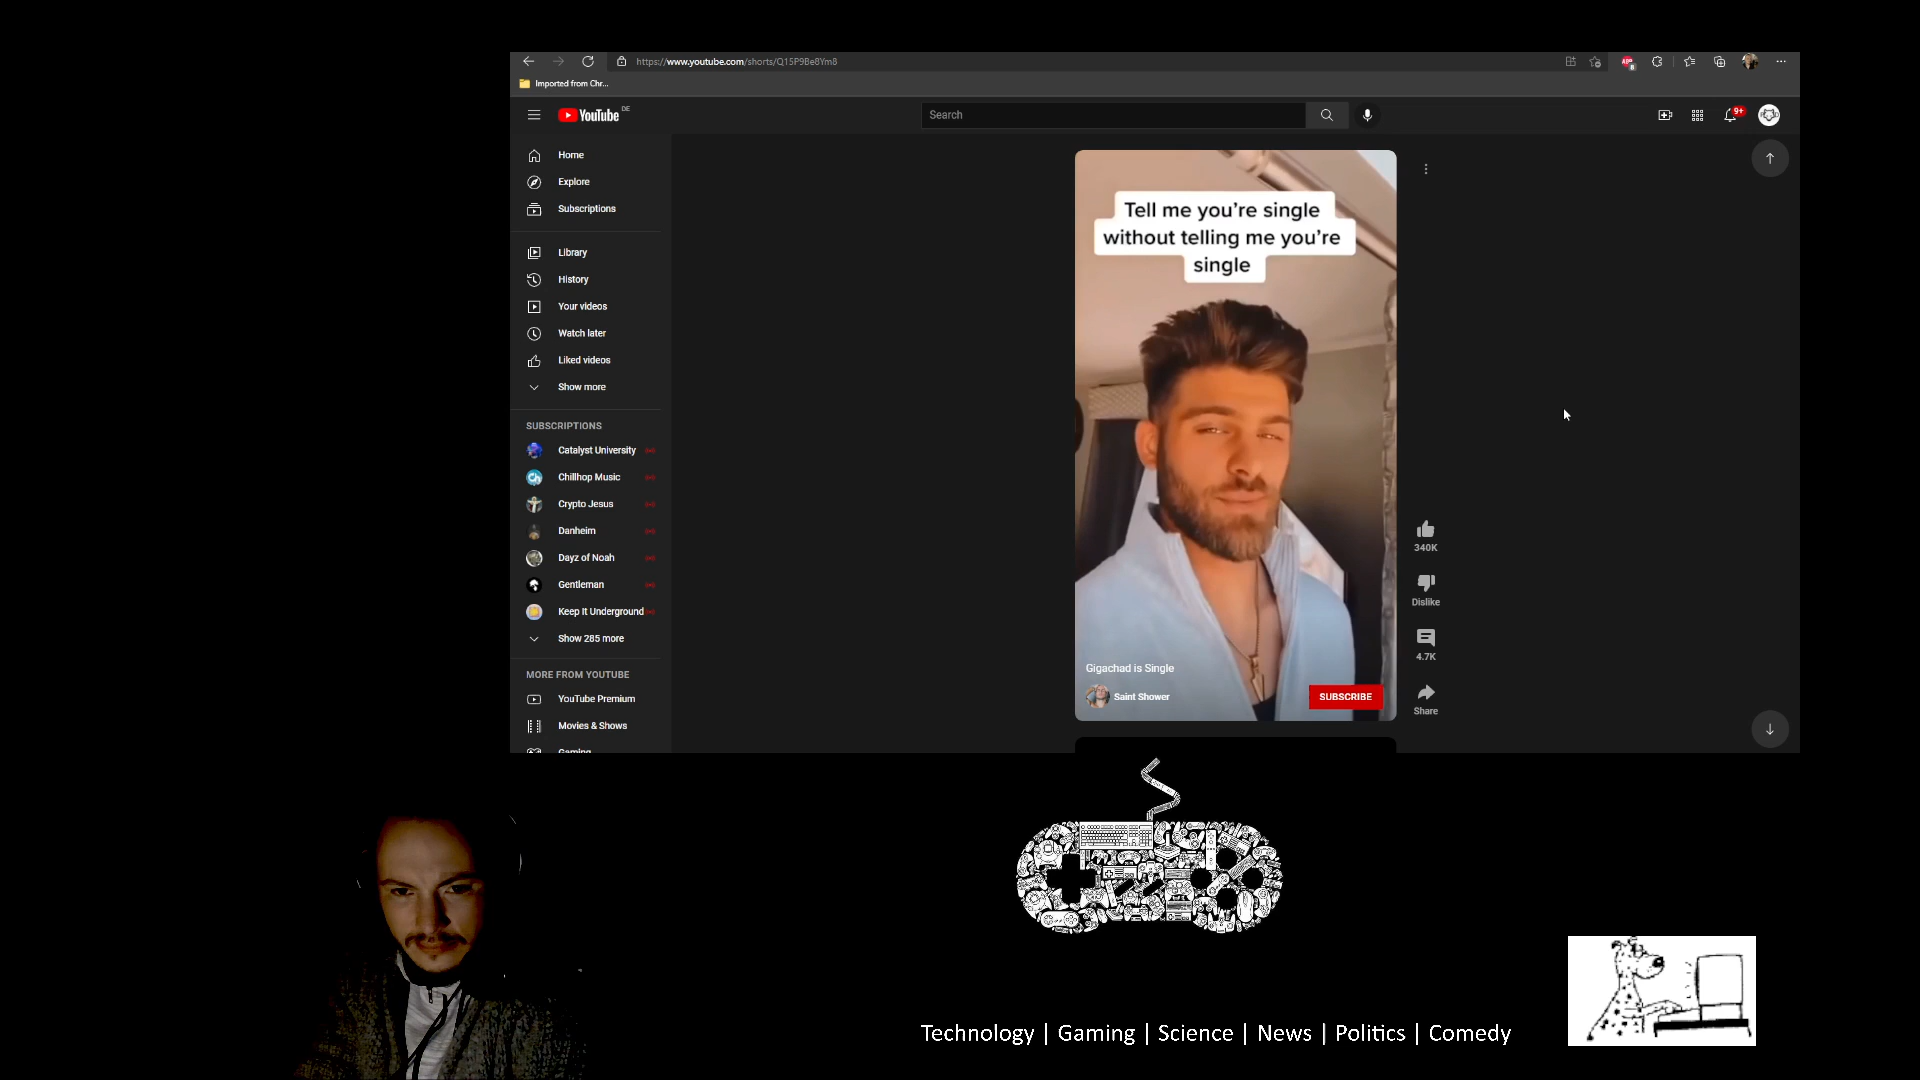 https://www.youtube.com/shorts/Q15P9Be8Ym8
Imported from Chr...
YouTube DE
Search
9+
Home
Explore
Subscriptions
Library
History
Your videos
Watch later
Liked videos
Show more
SUBSCRIPTIONS
Catalyst University
Chillhop Music
Crypto Jesus
Danheim
Dayz of Noah
Gentleman
Keep It Underground
Show 285 more
MORE FROM YOUTUBE
YouTube Premium
Movies & Shows
Gaming
Tell me you’re single
without telling me you’re
single
Gigachad is Single
Saint Shower
SUBSCRIBE
340K
Dislike
4.7K
Share
Technology | Gaming | Science | News | Politics | Comedy